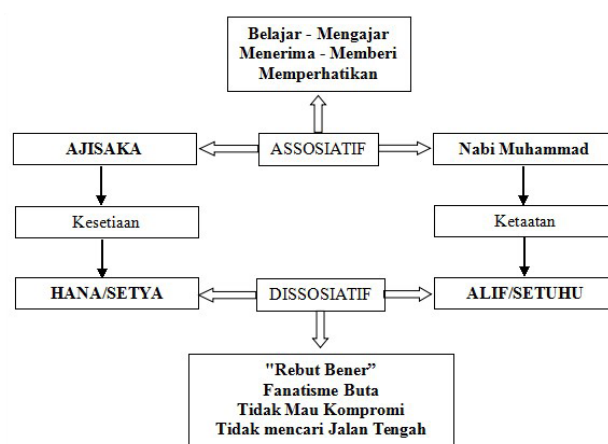 Belajar - Mengajar
Menerima - Memberi
Memperhatikan
AJISAKA
ASSOSIATIF
Nabi Muhammad
Kesetiaan
Ketaatan
HANA/SETYA
DISSOSIATIF
ALIF/SETUHU
"Rebut Bener”
Fanatisme Buta
Tidak Mau Kompromi
Tidak mencari Jalan Tengah